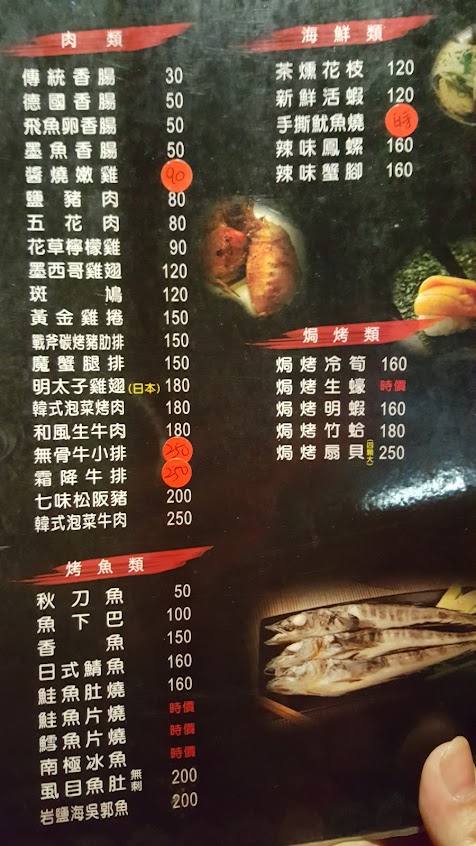 肉類
傳統香腸 30
德國香腸 50
飛魚卵香腸 50
墨魚香腸 50
醬燒嫩雞 90
鹽豬肉 80
五花肉 80
花草檸檬雞 90
墨西哥雞翅 120
斑鳩 120
黃金雞捲 150
戰斧碳烤豬肋排 150
魔蟹腿排 150
明太子雞翅(日本) 180
韓式泡菜烤肉 180
和風生牛肉 180
無骨牛小排 250
霜降牛排 250
七味松阪豬 200
韓式泡菜牛肉 250
烤魚類
秋刀魚 50
魚下巴 100
香魚 150
日式鯖魚 160
鮭魚肚燒 160
鮭魚片燒 時價
鱈魚片燒 時價
南極冰魚 時價
虱目魚肚無刺 200
岩鹽海吳郭魚 200
海鮮類
茶燻花枝 120
新鮮活蝦 120
手撕魷魚燒 時
辣味鳳螺 160
辣味蟹腳 160
焗烤類
焗烤冷筍 160
焗烤生蠔 時價
焗烤明蝦 160
焗烤竹蛤 180
焗烤扇貝(四顆大) 250